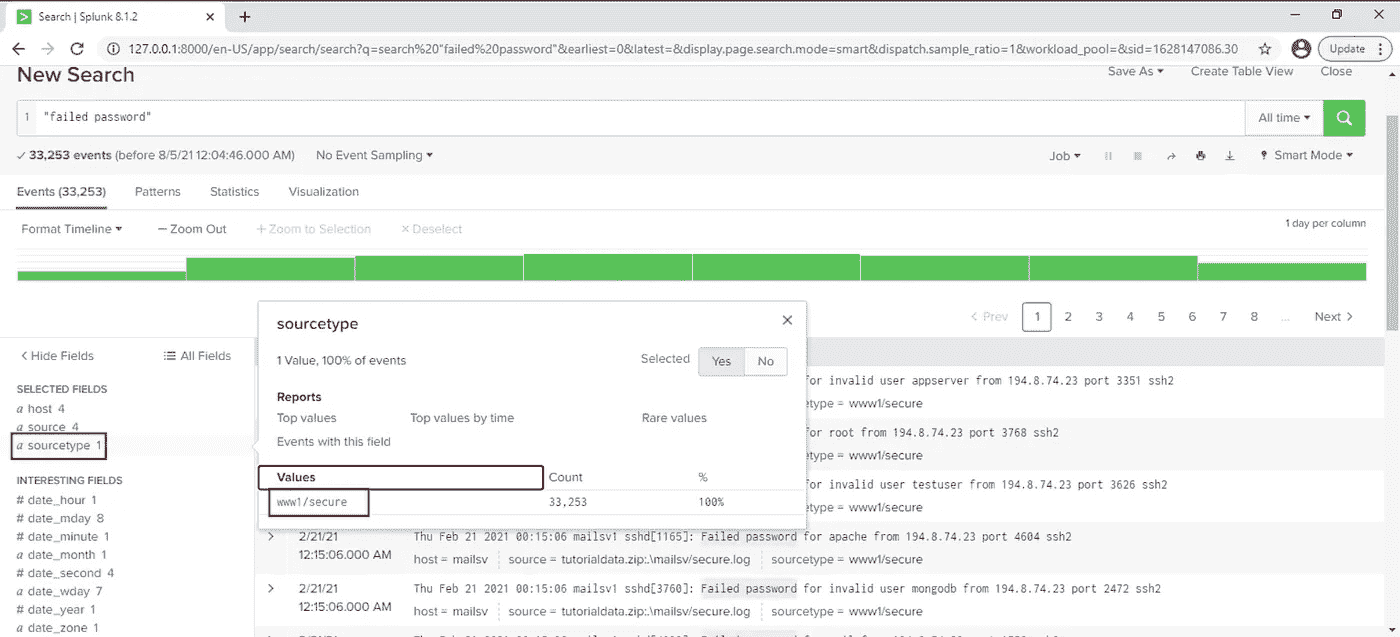 Search | Splunk 8.1.2
127.0.0.1:8000/en-US/app/search/search?q=search%20"failed%20password"&earliest=0&latest=&display.page.search.mode=smart&dispatch.sample_ratio=1&workload_pool=&sid=1628147086.30
Update
New Search
Save As
Create Table View
Close
1 "failed password"
All time
33,253 events (before 8/5/21 12:04:46.000 AM)
No Event Sampling
Job
Smart Mode
Events (33,253)
Patterns
Statistics
Visualization
Format Timeline
— Zoom Out
+ Zoom to Selection
× Deselect
1 day per column
< Prev 1 2 3 4 5 6 7 8 ... Next >
< Hide Fields
All Fields
SELECTED FIELDS
a host 4
a source 4
a sourcetype 1
INTERESTING FIELDS
# date_hour 1
# date_mday 8
# date_minute 1
a date_month 1
# date_second 4
a date_wday 7
# date_year 1
a date_zone 1
sourcetype
1 Value, 100% of events
Selected Yes No
Reports
Top values
Top values by time
Rare values
Events with this field
Values Count %
www1/secure 33,253 100%
for invalid user appserver from 194.8.74.23 port 3351 ssh2
etype = www1/secure
for root from 194.8.74.23 port 3768 ssh2
etype = www1/secure
for invalid user testuser from 194.8.74.23 port 3626 ssh2
etype = www1/secure
> 2/21/21
12:15:06.000 AM
Thu Feb 21 2021 00:15:06 mailsv1 sshd[1165]: Failed password for apache from 194.8.74.23 port 4604 ssh2
host = mailsv source = tutorialdata.zip:.\mailsv/secure.log sourcetype = www1/secure
> 2/21/21
12:15:06.000 AM
Thu Feb 21 2021 00:15:06 mailsv1 sshd[3760]: Failed password for invalid user mongodb from 194.8.74.23 port 2472 ssh2
host = mailsv source = tutorialdata.zip:.\mailsv/secure.log sourcetype = www1/secure